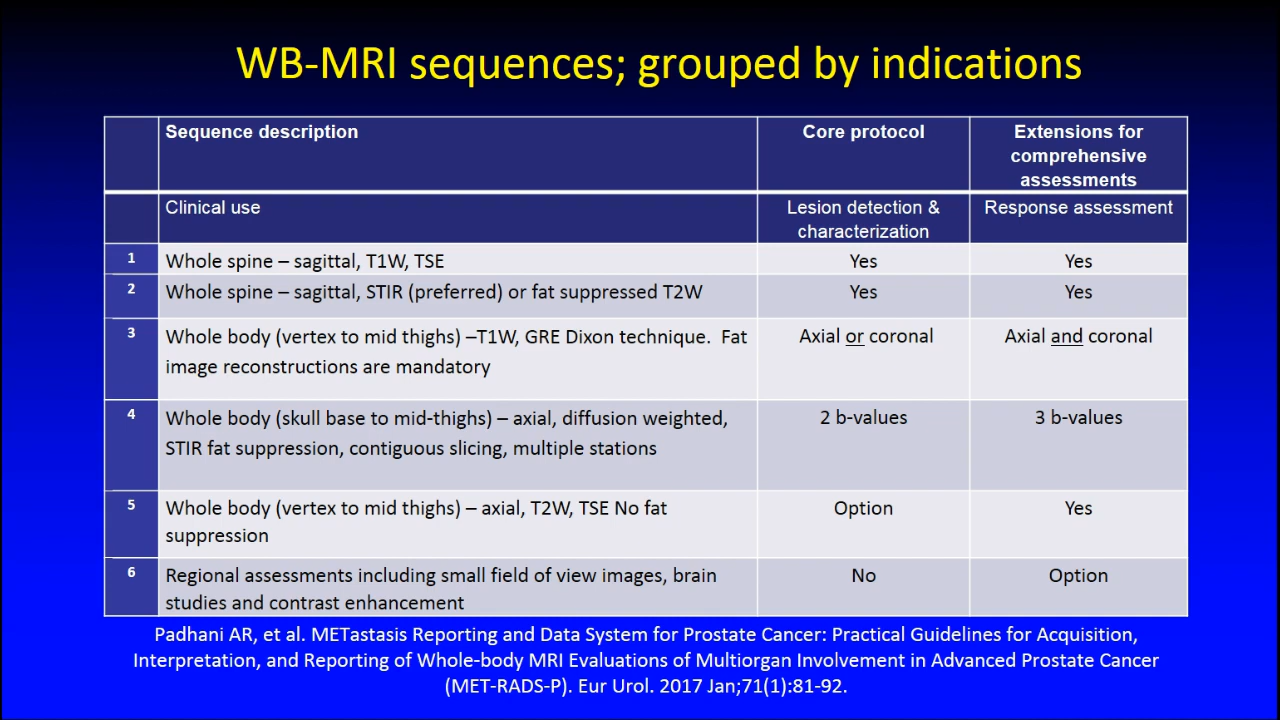 WB-MRI sequences; grouped by indications
Sequence description
Core protocol
Extensions for
comprehensive
assessments
Clinical use
Lesion detection &
characterization
Response assessment
1
Whole spine – sagittal, T1W, TSE
Yes
Yes
2
Whole spine – sagittal, STIR (preferred) or fat suppressed T2W
Yes
Yes
3
Whole body (vertex to mid thighs) –T1W, GRE Dixon technique.  Fat
image reconstructions are mandatory
Axial or coronal
Axial and coronal
4
Whole body (skull base to mid-thighs) – axial, diffusion weighted,
STIR fat suppression, contiguous slicing, multiple stations
2 b-values
3 b-values
5
Whole body (vertex to mid thighs) – axial, T2W, TSE No fat
suppression
Option
Yes
6
Regional assessments including small field of view images, brain
studies and contrast enhancement
No
Option
Padhani AR, et al. METastasis Reporting and Data System for Prostate Cancer: Practical Guidelines for Acquisition,
Interpretation, and Reporting of Whole-body MRI Evaluations of Multiorgan Involvement in Advanced Prostate Cancer
(MET-RADS-P). Eur Urol. 2017 Jan;71(1):81-92.